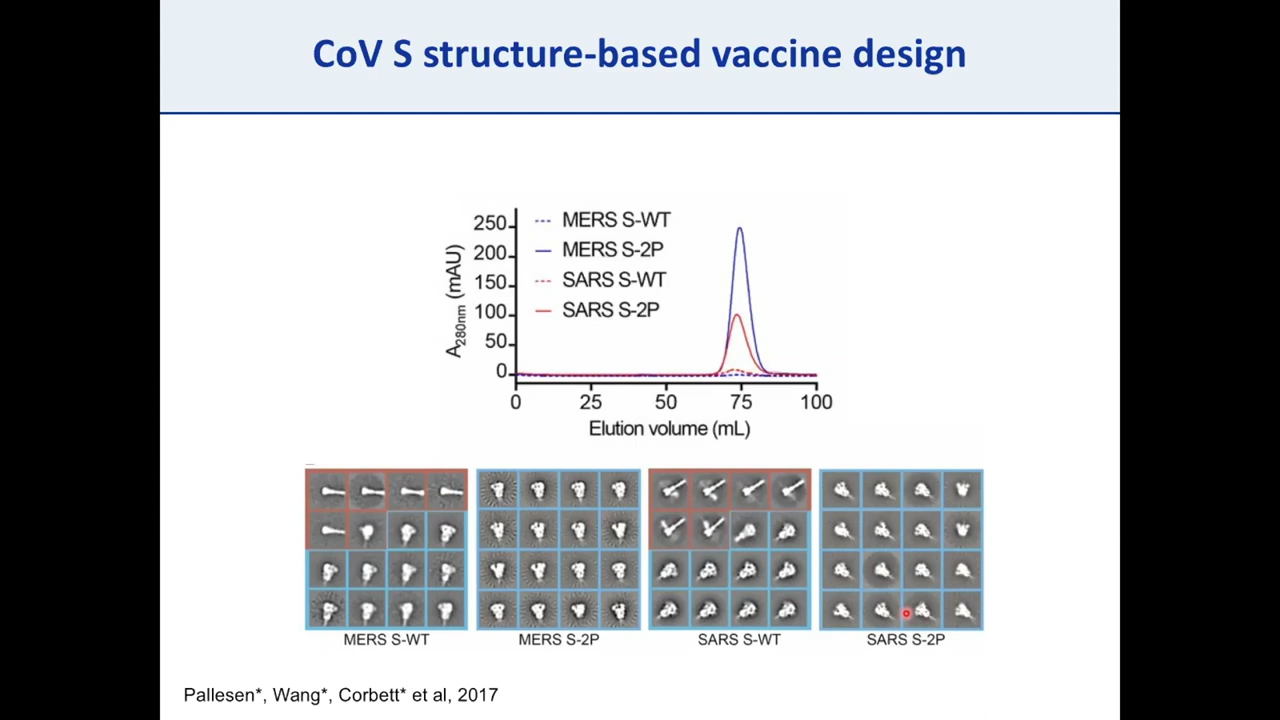 CoV S structure-based vaccine design
MERS S-WT
MERS S-2P
SARS S-WT
SARS S-2P
A280nm (mAU)
250
200
150
100
50
0
0 25 50 75 100
Elution volume (mL)
MERS S-WT MERS S-2P SARS S-WT SARS S-2P
Pallesen*, Wang*, Corbett* et al, 2017